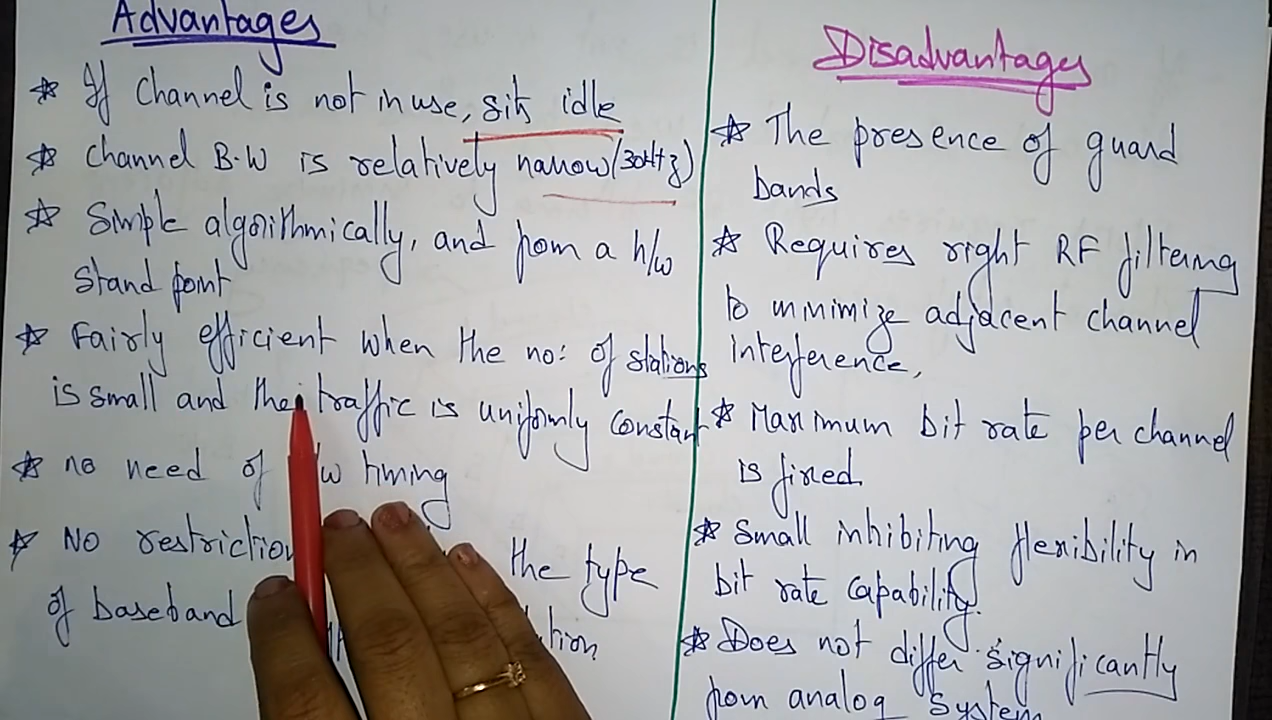 Advantages
* If Channel is not in use, sits idle
* Channel B.W is relatively narrow (30Hz)
* Simple algorithmically, and from a h/w
stand point
* Fairly efficient when the no: of stations
is small and the traffic is uniformly constant
* no need of w timing
* No restriction the type
of baseband
Disadvantages
* The presence of guard
bands
* Requires right RF filtering
to minimize adjacent channel
interference,
* Maximum bit rate per channel
is fixed.
* Small inhibiting flexibility in
bit rate capability.
* Does not differ significantly
from analog system